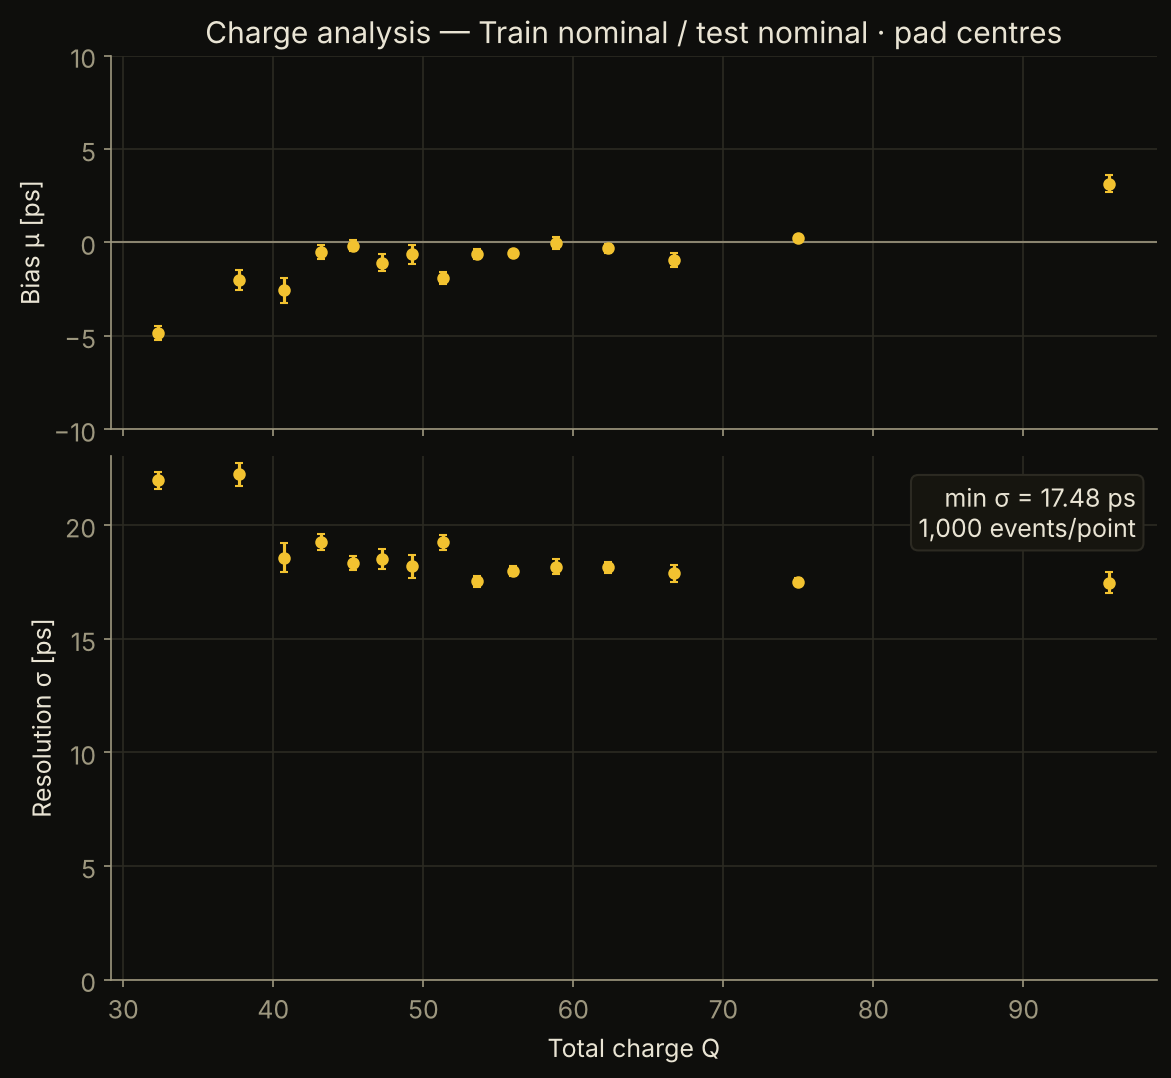 Charge analysis — Train nominal / test nominal · pad centres
10
5
0
−5
−10
Bias μ [ps]
min σ = 17.48 ps
1,000 events/point
20
15
10
5
0
Resolution σ [ps]
30 40 50 60 70 80 90
Total charge Q